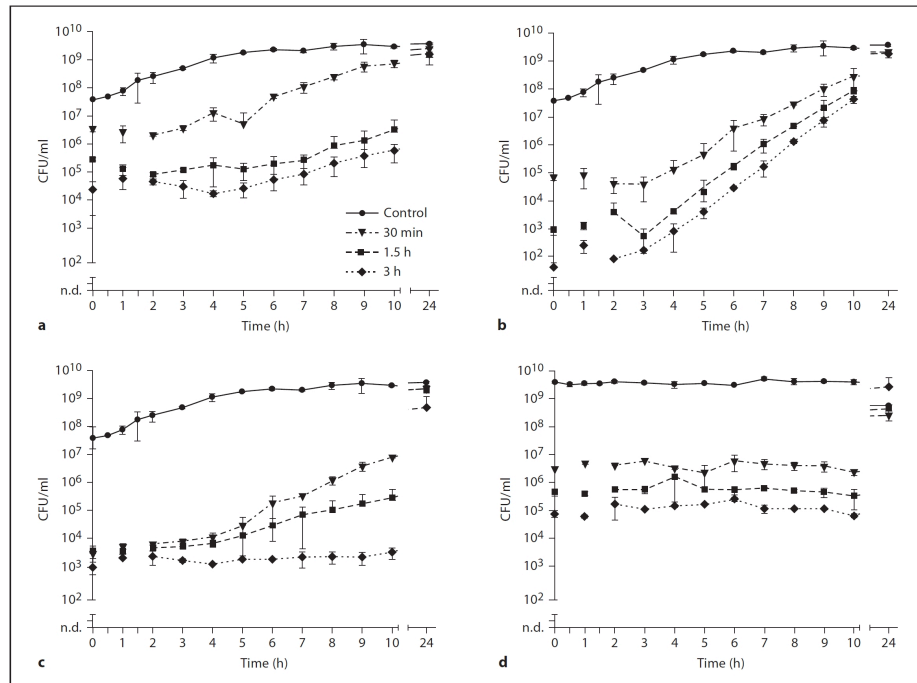 10¹⁰
10⁹
10⁸
10⁷
10⁶
10⁵
10⁴
10³
10²
n.d.
CFU/ml
Control
30 min
1.5 h
3 h
0 1 2 3 4 5 6 7 8 9 10 24
a
Time (h)
10¹⁰
10⁹
10⁸
10⁷
10⁶
10⁵
10⁴
10³
10²
n.d.
CFU/ml
0 1 2 3 4 5 6 7 8 9 10 24
b
Time (h)
10¹⁰
10⁹
10⁸
10⁷
10⁶
10⁵
10⁴
10³
10²
n.d.
CFU/ml
0 1 2 3 4 5 6 7 8 9 10 24
c
Time (h)
10¹⁰
10⁹
10⁸
10⁷
10⁶
10⁵
10⁴
10³
10²
n.d.
CFU/ml
0 1 2 3 4 5 6 7 8 9 10 24
d
Time (h)